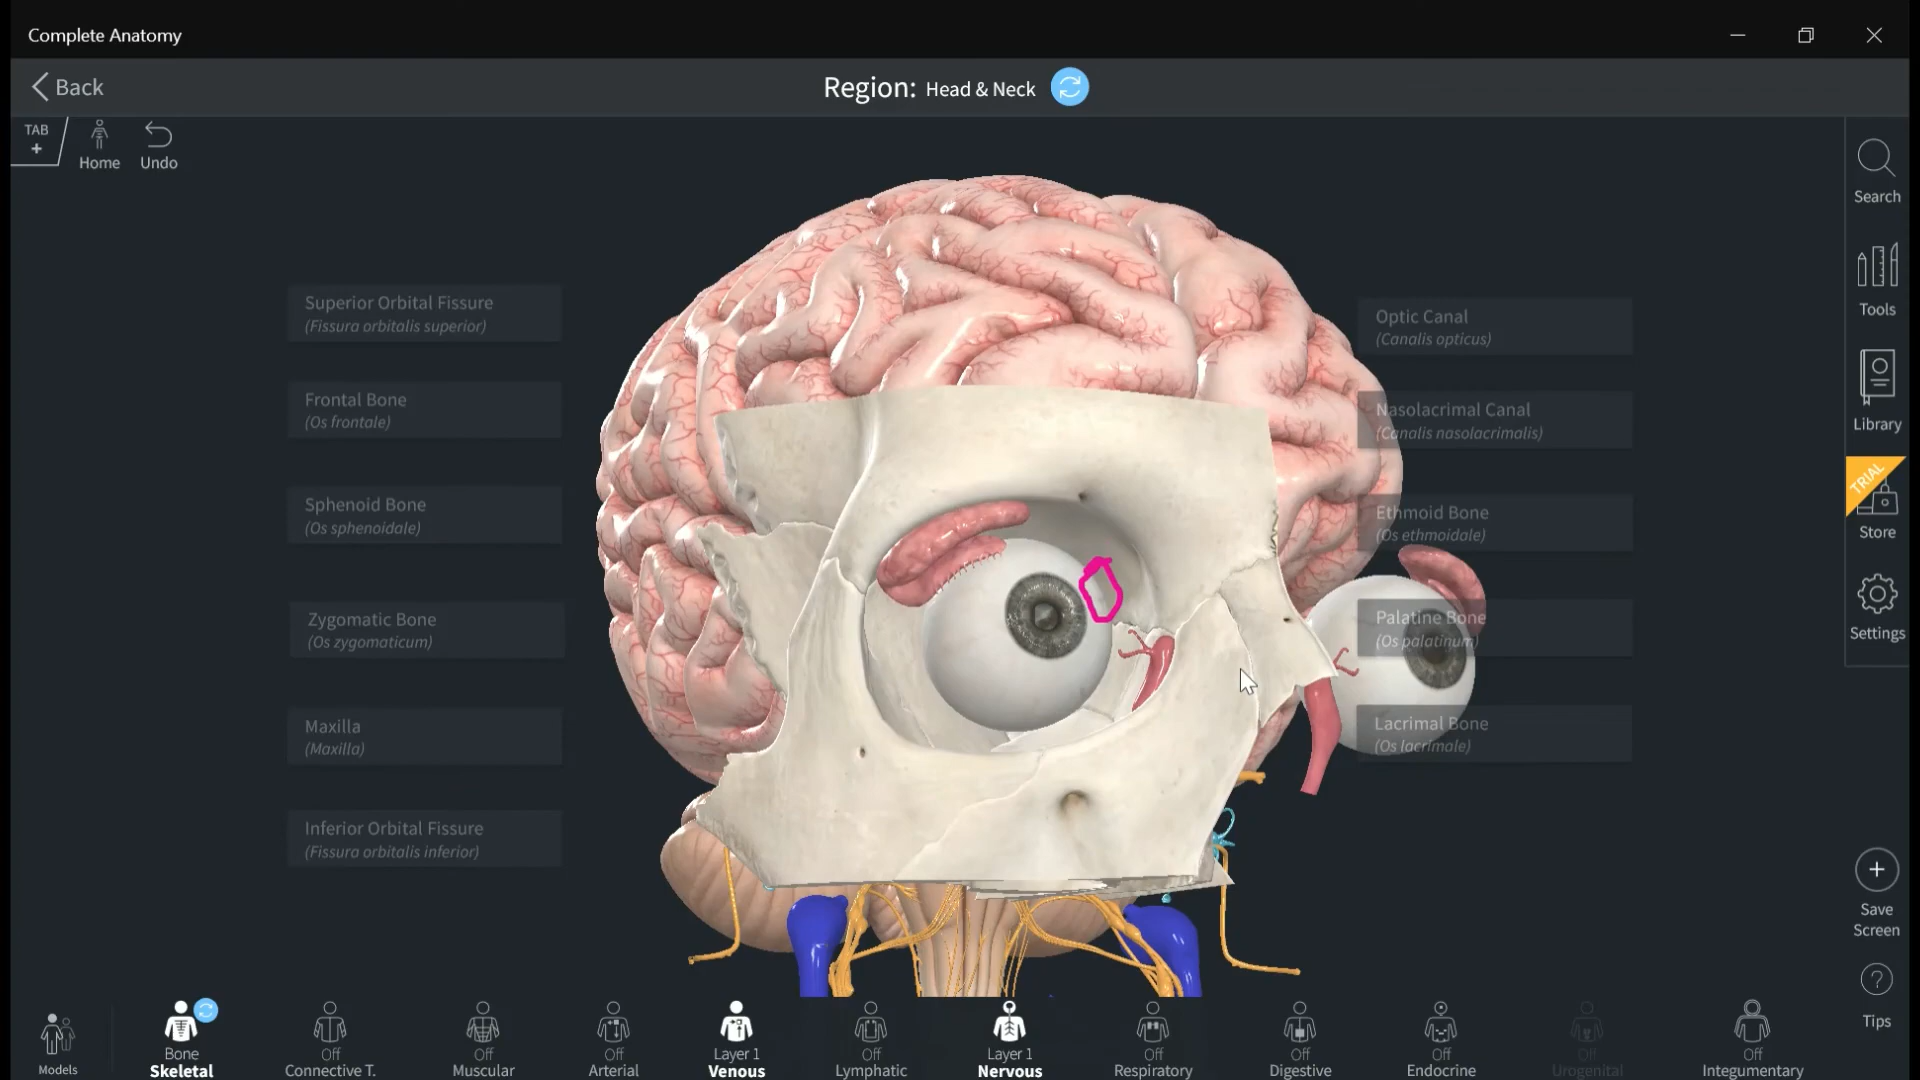 Complete Anatomy
Back
Region: Head & Neck
TAB
+
Home
Undo
Search
Tools
Library
TRIAL
Store
Settings
Superior Orbital Fissure
(Fissura orbitalis superior)
Frontal Bone
(Os frontale)
Sphenoid Bone
(Os sphenoidale)
Zygomatic Bone
(Os zygomaticum)
Maxilla
(Maxilla)
Inferior Orbital Fissure
(Fissura orbitalis inferior)
Optic Canal
(Canalis opticus)
Nasolacrimal Canal
(Canalis nasolacrimalis)
Ethmoid Bone
(Os ethmoidale)
Palatine Bone
(Os palatinum)
Lacrimal Bone
(Os lacrimale)
+
Save
Screen
?
Tips
Models
Bone
Skeletal
Off
Connective T.
Off
Muscular
Off
Arterial
Layer 1
Venous
Off
Lymphatic
Layer 1
Nervous
Off
Respiratory
Off
Digestive
Off
Endocrine
Off
Urogenital
Off
Integumentary